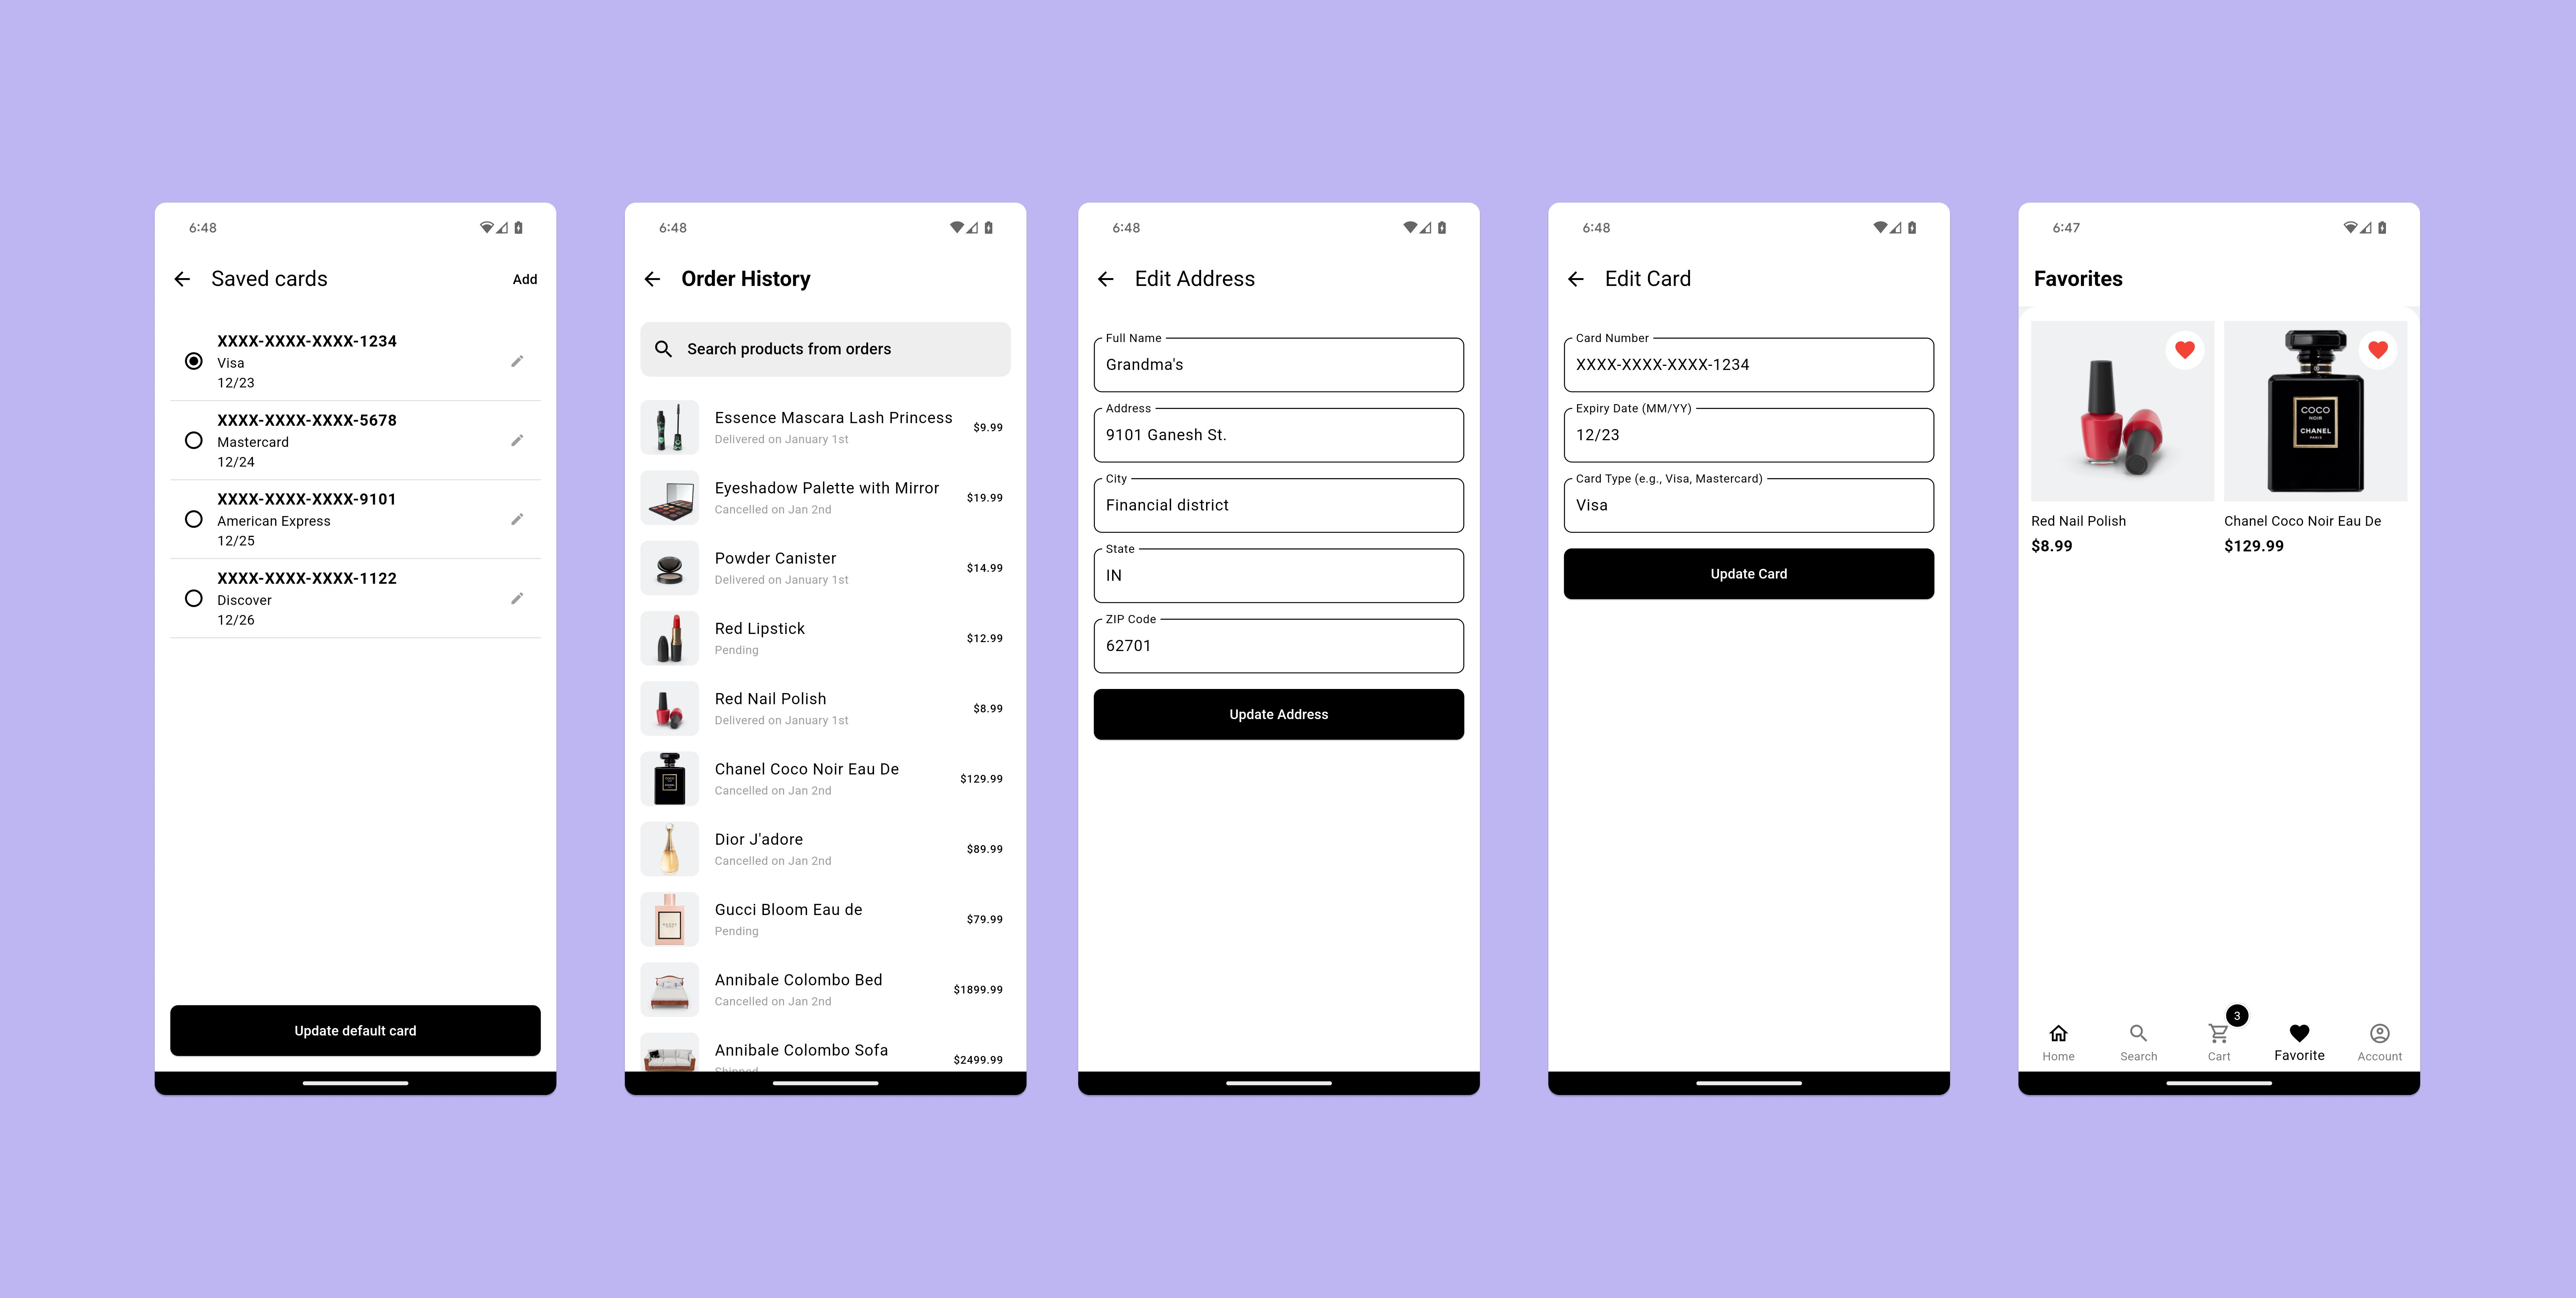 6:48
Saved cards
Add
XXXX-XXXX-XXXX-1234
Visa
12/23
XXXX-XXXX-XXXX-5678
Mastercard
12/24
XXXX-XXXX-XXXX-9101
American Express
12/25
XXXX-XXXX-XXXX-1122
Discover
12/26
Update default card
6:48
Order History
Search products from orders
Essence Mascara Lash Princess
Delivered on January 1st
$9.99
Eyeshadow Palette with Mirror
Cancelled on Jan 2nd
$19.99
Powder Canister
Delivered on January 1st
$14.99
Red Lipstick
Pending
$12.99
Red Nail Polish
Delivered on January 1st
$8.99
Chanel Coco Noir Eau De
Cancelled on Jan 2nd
$129.99
Dior J'adore
Cancelled on Jan 2nd
$89.99
Gucci Bloom Eau de
Pending
$79.99
Annibale Colombo Bed
Cancelled on Jan 2nd
$1899.99
Annibale Colombo Sofa
Shipped
$2499.99
6:48
Edit Address
Full Name
Grandma's
Address
9101 Ganesh St.
City
Financial district
State
IN
ZIP Code
62701
Update Address
6:48
Edit Card
Card Number
XXXX-XXXX-XXXX-1234
Expiry Date (MM/YY)
12/23
Card Type (e.g., Visa, Mastercard)
Visa
Update Card
6:47
Favorites
COCO
NOIR
CHANEL
PARIS
Red Nail Polish
$8.99
Chanel Coco Noir Eau De
$129.99
3
Home
Search
Cart
Favorite
Account